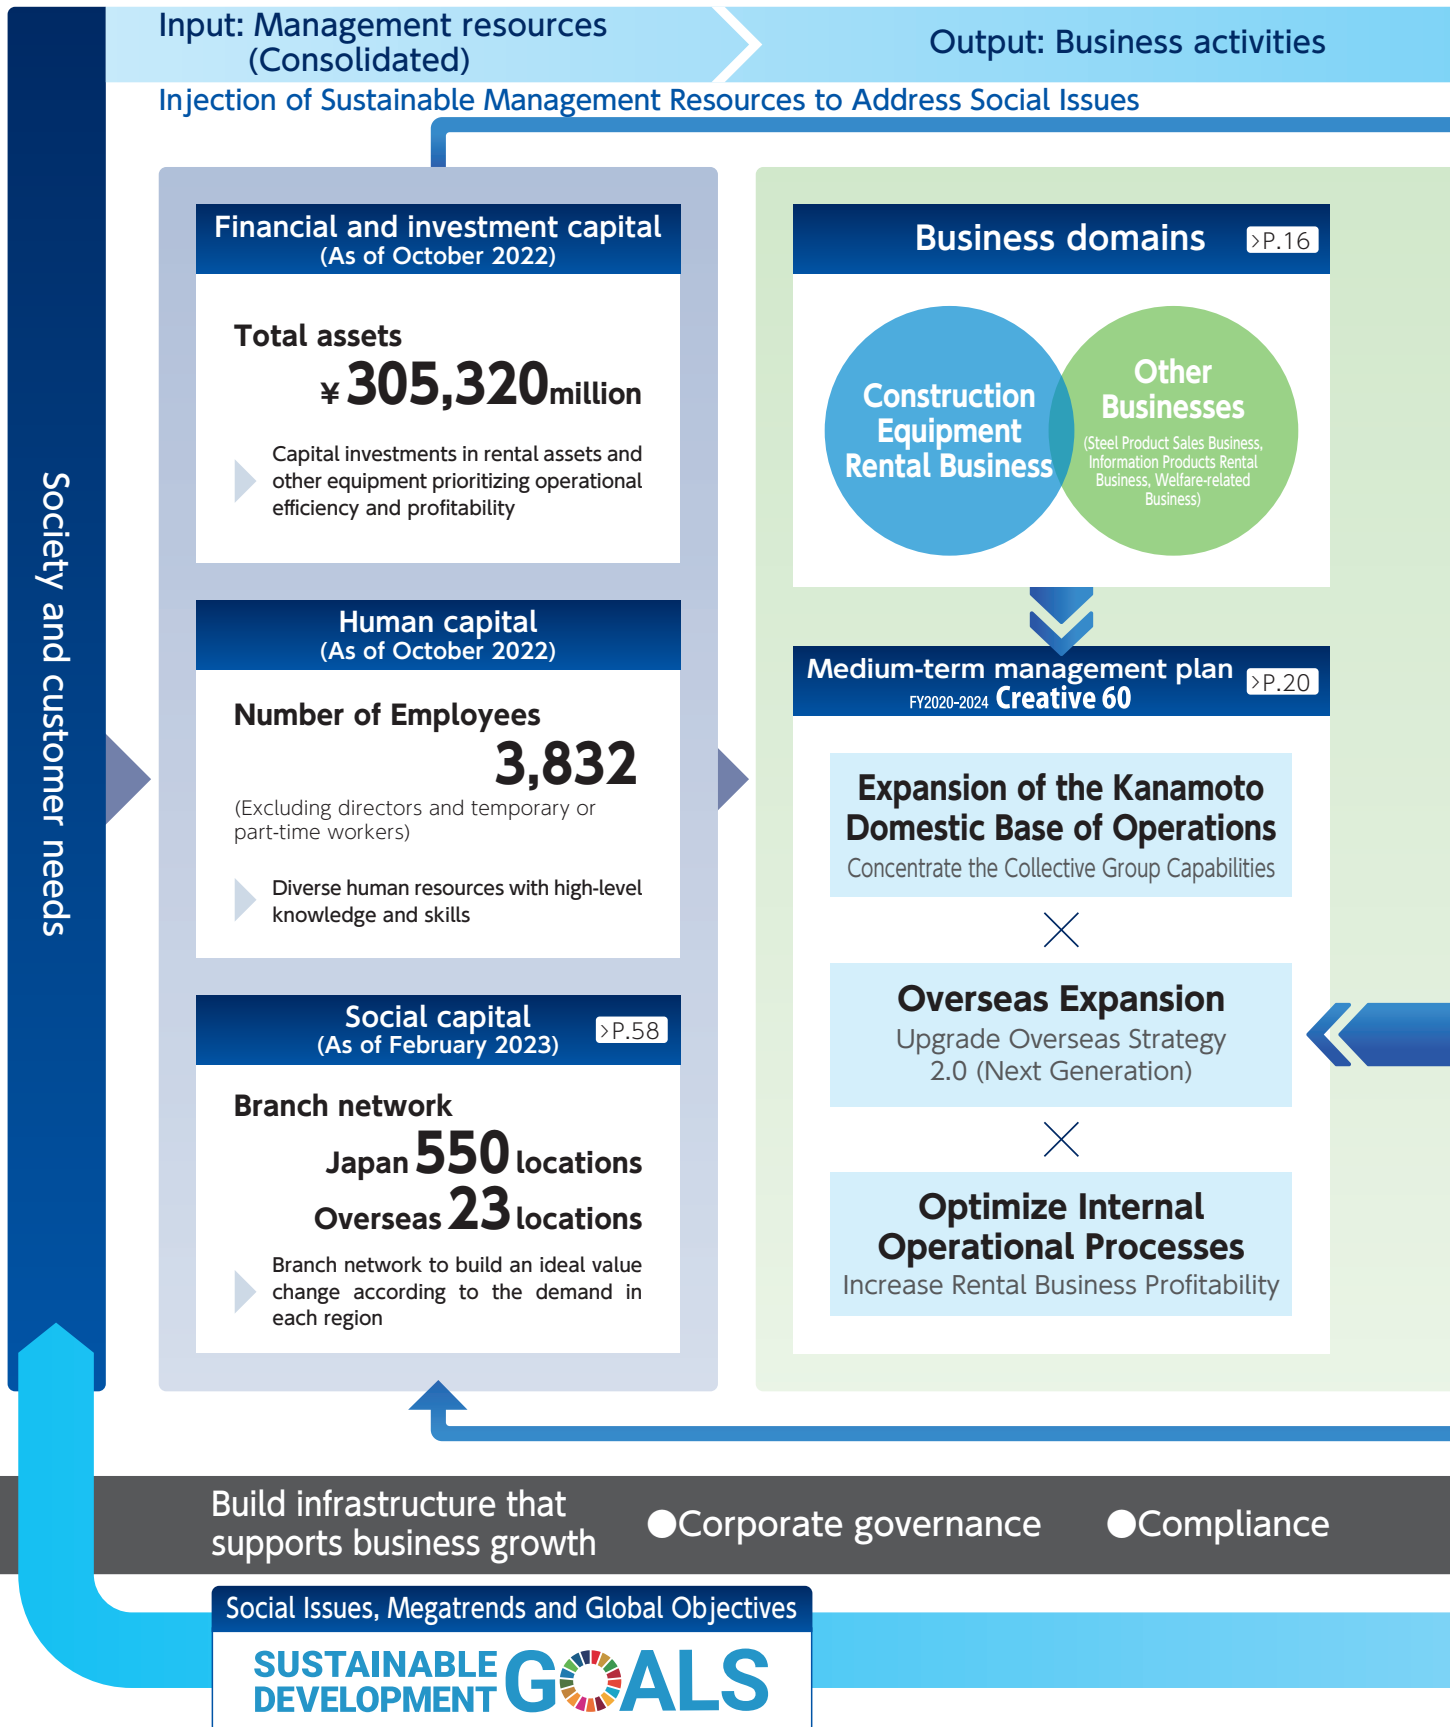 Input: Management resources
(Consolidated)
Output: Business activities
Injection of Sustainable Management Resources to Address Social Issues
Society and customer needs
Financial and investment capital
(As of October 2022)
Total assets
¥ 305,320 million
Capital investments in rental assets and
other equipment prioritizing operational
efficiency and profitability
Human capital
(As of October 2022)
Number of Employees
3,832
(Excluding directors and temporary or
part-time workers)
Diverse human resources with high-level
knowledge and skills
Social capital
(As of February 2023)
>P.58
Branch network
Japan 550 locations
Overseas 23 locations
Branch network to build an ideal value
change according to the demand in
each region
Business domains
>P.16
Construction
Equipment
Rental Business
Other
Businesses
(Steel Product Sales Business,
Information Products Rental
Business, Welfare-related
Business)
Medium-term management plan
FY2020-2024 Creative 60
>P.20
Expansion of the Kanamoto
Domestic Base of Operations
Concentrate the Collective Group Capabilities
×
Overseas Expansion
Upgrade Overseas Strategy
2.0 (Next Generation)
×
Optimize Internal
Operational Processes
Increase Rental Business Profitability
Build infrastructure that
supports business growth
●Corporate governance
●Compliance
Social Issues, Megatrends and Global Objectives
SUSTAINABLE
DEVELOPMENT
GOALS